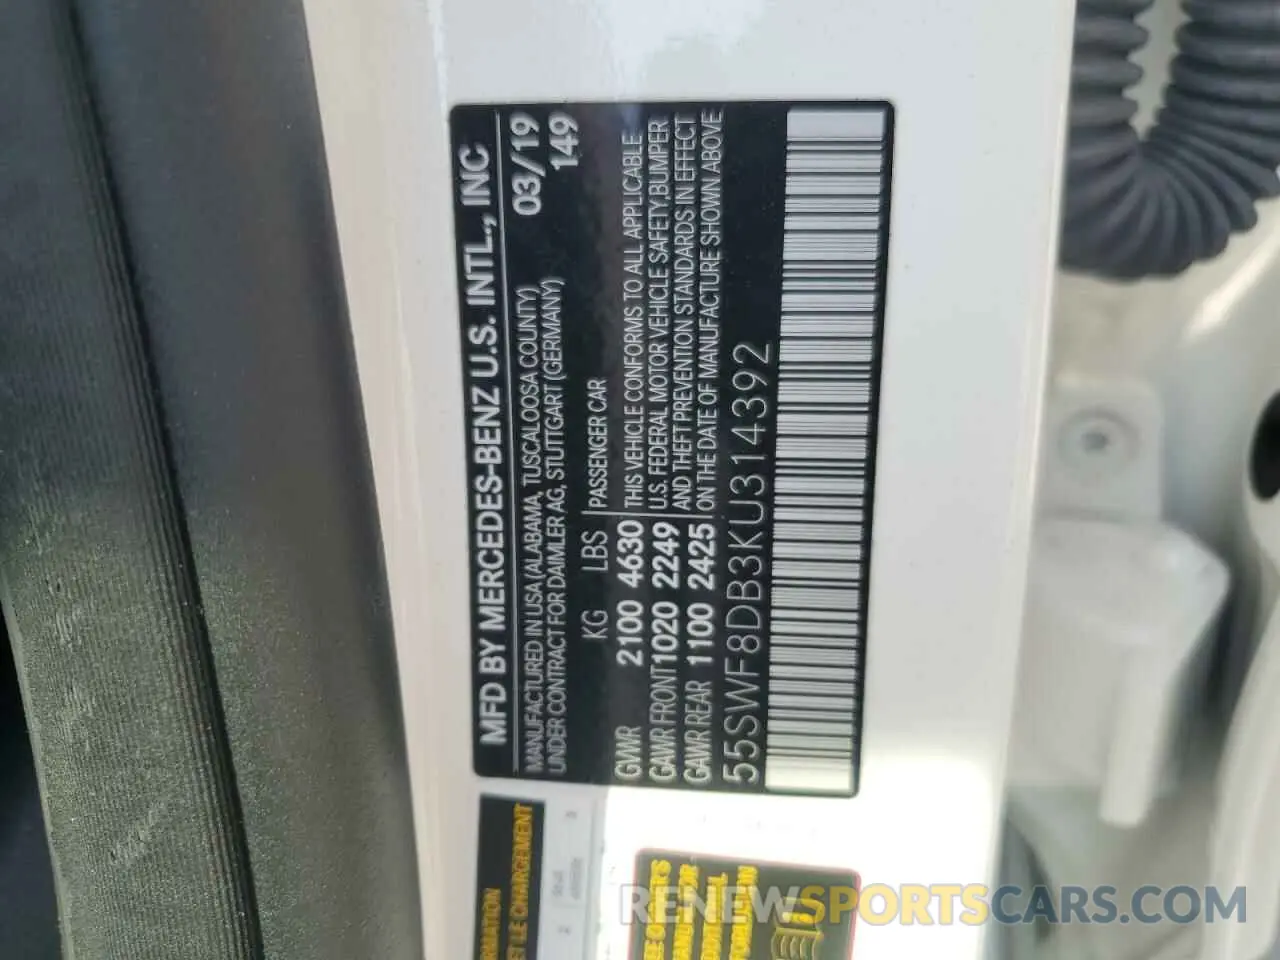 MFD BY MERCEDES-BENZ U.S. INTL., INC
MANUFACTURED IN USA (ALABAMA, TUSCALOOSA COUNTY) 03/19
UNDER CONTRACT FOR DAIMLER AG, STUTTGART (GERMANY) 149
KG LBS PASSENGER CAR
GVWR 2100 4630 THIS VEHICLE CONFORMS TO ALL APPLICABLE
GAWR FRONT 1020 2249 U.S. FEDERAL MOTOR VEHICLE SAFETY, BUMPER
GAWR REAR 1100 2425 AND THEFT PREVENTION STANDARDS IN EFFECT
ON THE DATE OF MANUFACTURE SHOWN ABOVE
55SWF8DB3KU314392
LE CHARGEMENT
OWNER'S
RENEWSPORTSCARS.COM